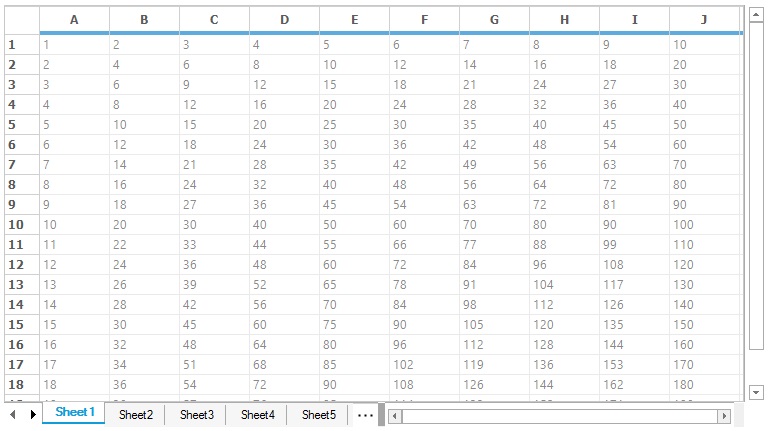 A B C D E F G H I J
1 1 2 3 4 5 6 7 8 9 10
2 2 4 6 8 10 12 14 16 18 20
3 3 6 9 12 15 18 21 24 27 30
4 4 8 12 16 20 24 28 32 36 40
5 5 10 15 20 25 30 35 40 45 50
6 6 12 18 24 30 36 42 48 54 60
7 7 14 21 28 35 42 49 56 63 70
8 8 16 24 32 40 48 56 64 72 80
9 9 18 27 36 45 54 63 72 81 90
10 10 20 30 40 50 60 70 80 90 100
11 11 22 33 44 55 66 77 88 99 110
12 12 24 36 48 60 72 84 96 108 120
13 13 26 39 52 65 78 91 104 117 130
14 14 28 42 56 70 84 98 112 126 140
15 15 30 45 60 75 90 105 120 135 150
16 16 32 48 64 80 96 112 128 144 160
17 17 34 51 68 85 102 119 136 153 170
18 18 36 54 72 90 108 126 144 162 180
Sheet1 Sheet2 Sheet3 Sheet4 Sheet5 ...